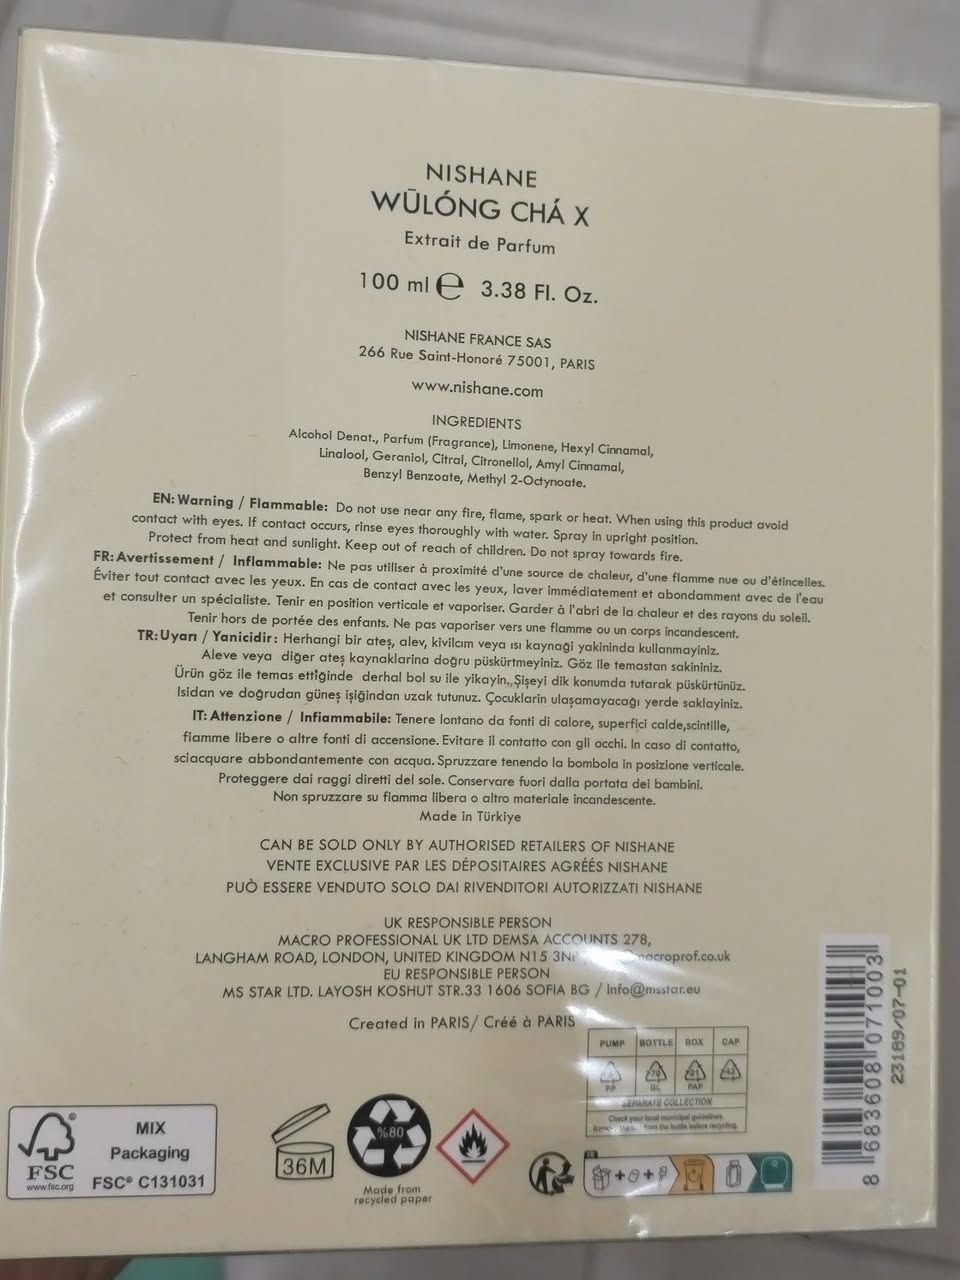 NISHANE
WŪLÓNG CHÁ X
Extrait de Parfum
100 ml ℮ 3.38 Fl. Oz.
NISHANE FRANCE SAS
266 Rue Saint-Honoré 75001, PARIS
www.nishane.com
INGREDIENTS
Alcohol Denat., Parfum (Fragrance), Limonene, Hexyl Cinnamal,
Linalool, Geraniol, Citral, Citronellol, Amyl Cinnamal,
Benzyl Benzoate, Methyl 2-Octynoate.
EN: Warning / Flammable: Do not use near any fire, flame, spark or heat. When using this product avoid
contact with eyes. If contact occurs, rinse eyes thoroughly with water. Spray in upright position.
Protect from heat and sunlight. Keep out of reach of children. Do not spray towards fire.
FR: Avertissement / Inflammable: Ne pas utiliser à proximité d'une source de chaleur, d'une flamme nue ou d'étincelles.
Éviter tout contact avec les yeux. En cas de contact avec les yeux, laver immédiatement et abondamment avec de l'eau
et consulter un spécialiste. Tenir en position verticale et vaporiser. Garder à l'abri de la chaleur et des rayons du soleil.
Tenir hors de portée des enfants. Ne pas vaporiser vers une flamme ou un corps incandescent.
TR: Uyarı / Yanicidir: Herhangi bir ateş, alev, kivilcım veya ısı kaynaği yakininda kullanmayiniz.
Aleve veya diğer ateş kaynaklarina doğru püskürtmeyiniz. Göz ile temastan sakininiz.
Ürün göz ile temas ettiğinde derhal bol su ile yikayin. Şişeyi dik konumda tutarak püskürtünüz.
Isidan ve doğrudan güneş işiğindan uzak tutunuz. Çocuklarin ulaşamayacağı yerde saklayiniz.
IT: Attenzione / Infiammabile: Tenere lontano da fonti di calore, superfici calde,scintille,
fiamme libere o altre fonti di accensione. Evitare il contatto con gli occhi. In caso di contatto,
sciacquare abbondantemente con acqua. Spruzzare tenendo la bombola in posizione verticale.
Proteggere dai raggi diretti del sole. Conservare fuori dalla portata dei bambini.
Non spruzzare su fiamma libera o altro materiale incandescente.
Made in Türkiye
CAN BE SOLD ONLY BY AUTHORISED RETAILERS OF NISHANE
VENTE EXCLUSIVE PAR LES DÉPOSITAIRES AGRÉÉS NISHANE
PUÒ ESSERE VENDUTO SOLO DAI RIVENDITORI AUTORIZZATI NISHANE
UK RESPONSIBLE PERSON
MACRO PROFESSIONAL UK LTD DEMSA ACCOUNTS 278,
LANGHAM ROAD, LONDON, UNITED KINGDOM N15 macroprof.co.uk
EU RESPONSIBLE PERSON
MS STAR LTD. LAYOSH KOSHUT STR.33 1606 SOFIA BG / info@msstar.eu
Created in PARIS/ Créé à PARIS
PUMP BOTTLE BOX CAP
PP GL PAP
SEPARATE COLLECTION
Check your local municipal guidelines.
from the bottle before recycling.
FSC®
www.fsc.org
MIX
Packaging
FSC® C131031
36M
%80
Made from
recycled paper
8 683608 071003
23189/07-01